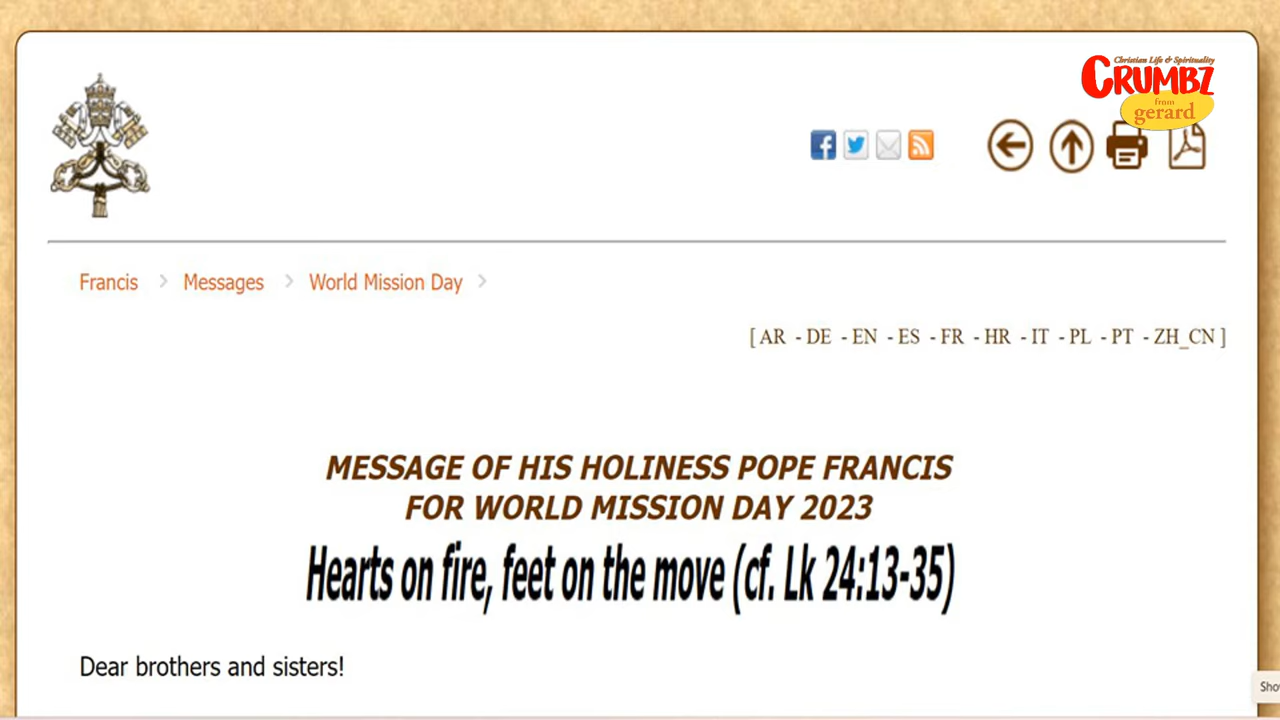 Christian Life & Spirituality
CRUMBZ
from
gerard
Francis
Messages
World Mission Day
[ AR - DE - EN - ES - FR - HR - IT - PL - PT - ZH_CN ]
MESSAGE OF HIS HOLINESS POPE FRANCIS
FOR WORLD MISSION DAY 2023
Hearts on fire, feet on the move (cf. Lk 24:13-35)
Dear brothers and sisters!